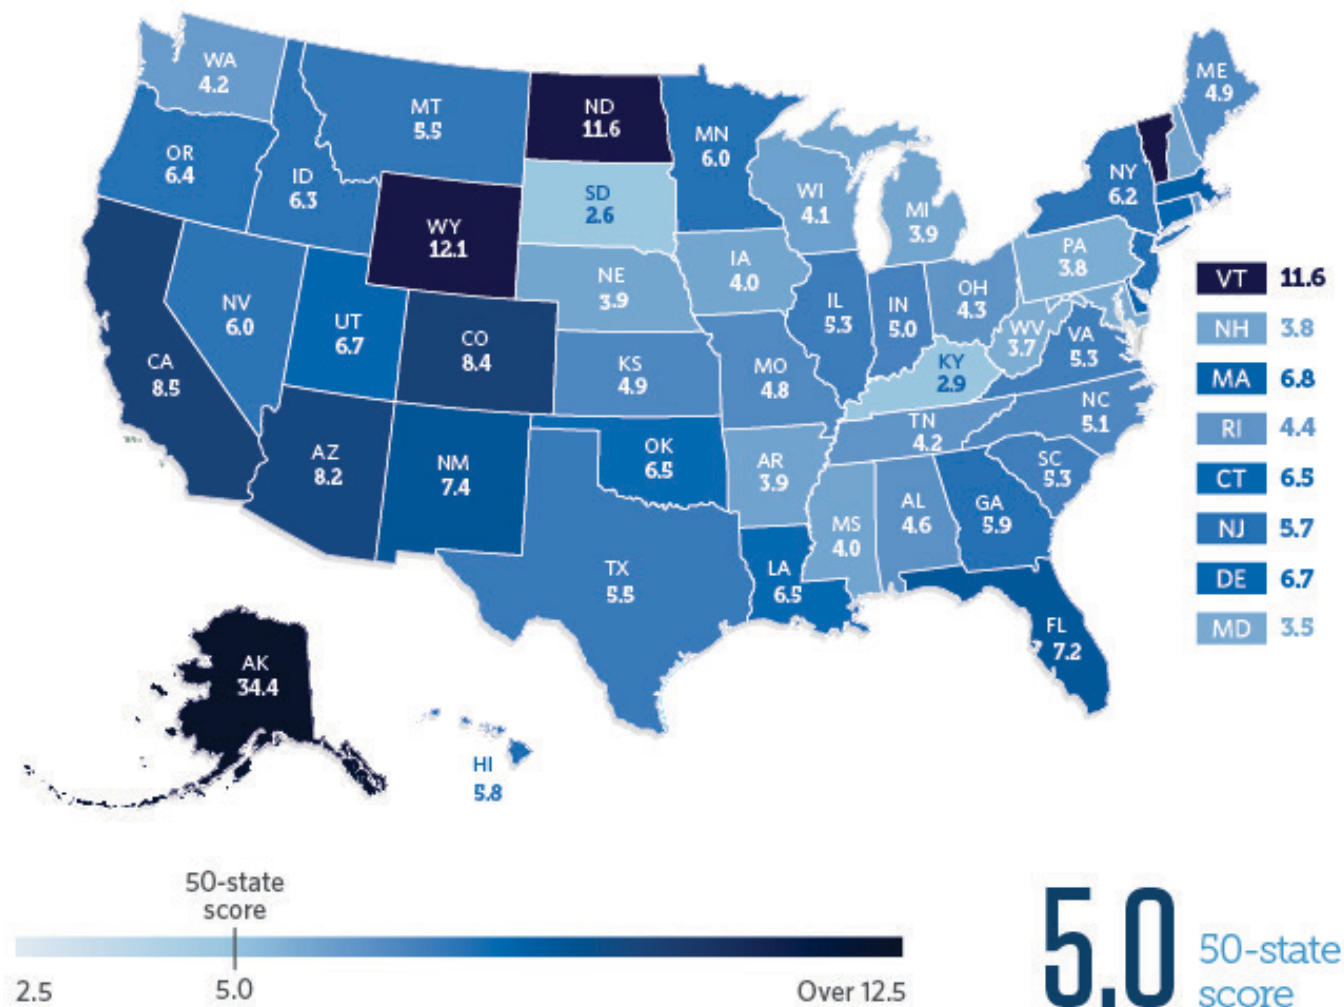 WA
4.2
MT
5.5
ND
11.6
MN
6.0
ME
4.9
OR
6.4
ID
6.3
WY
12.1
SD
2.6
WI
4.1
MI
3.9
NY
6.2
NV
6.0
UT
6.7
CO
8.4
NE
3.9
IA
4.0
IL
5.3
IN
5.0
OH
4.3
PA
3.8
WV
3.7
VA
5.3
CA
8.5
KS
4.9
MO
4.8
KY
2.9
NC
5.1
TN
4.2
SC
5.3
AZ
8.2
NM
7.4
OK
6.5
AR
3.9
MS
4.0
AL
4.6
GA
5.9
TX
5.5
LA
6.5
FL
7.2
AK
34.4
HI
5.8
VT 11.6
NH 3.8
MA 6.8
RI 4.4
CT 6.5
NJ 5.7
DE 6.7
MD 3.5
50-state
score
2.5 5.0 Over 12.5
5.0 50-state
score